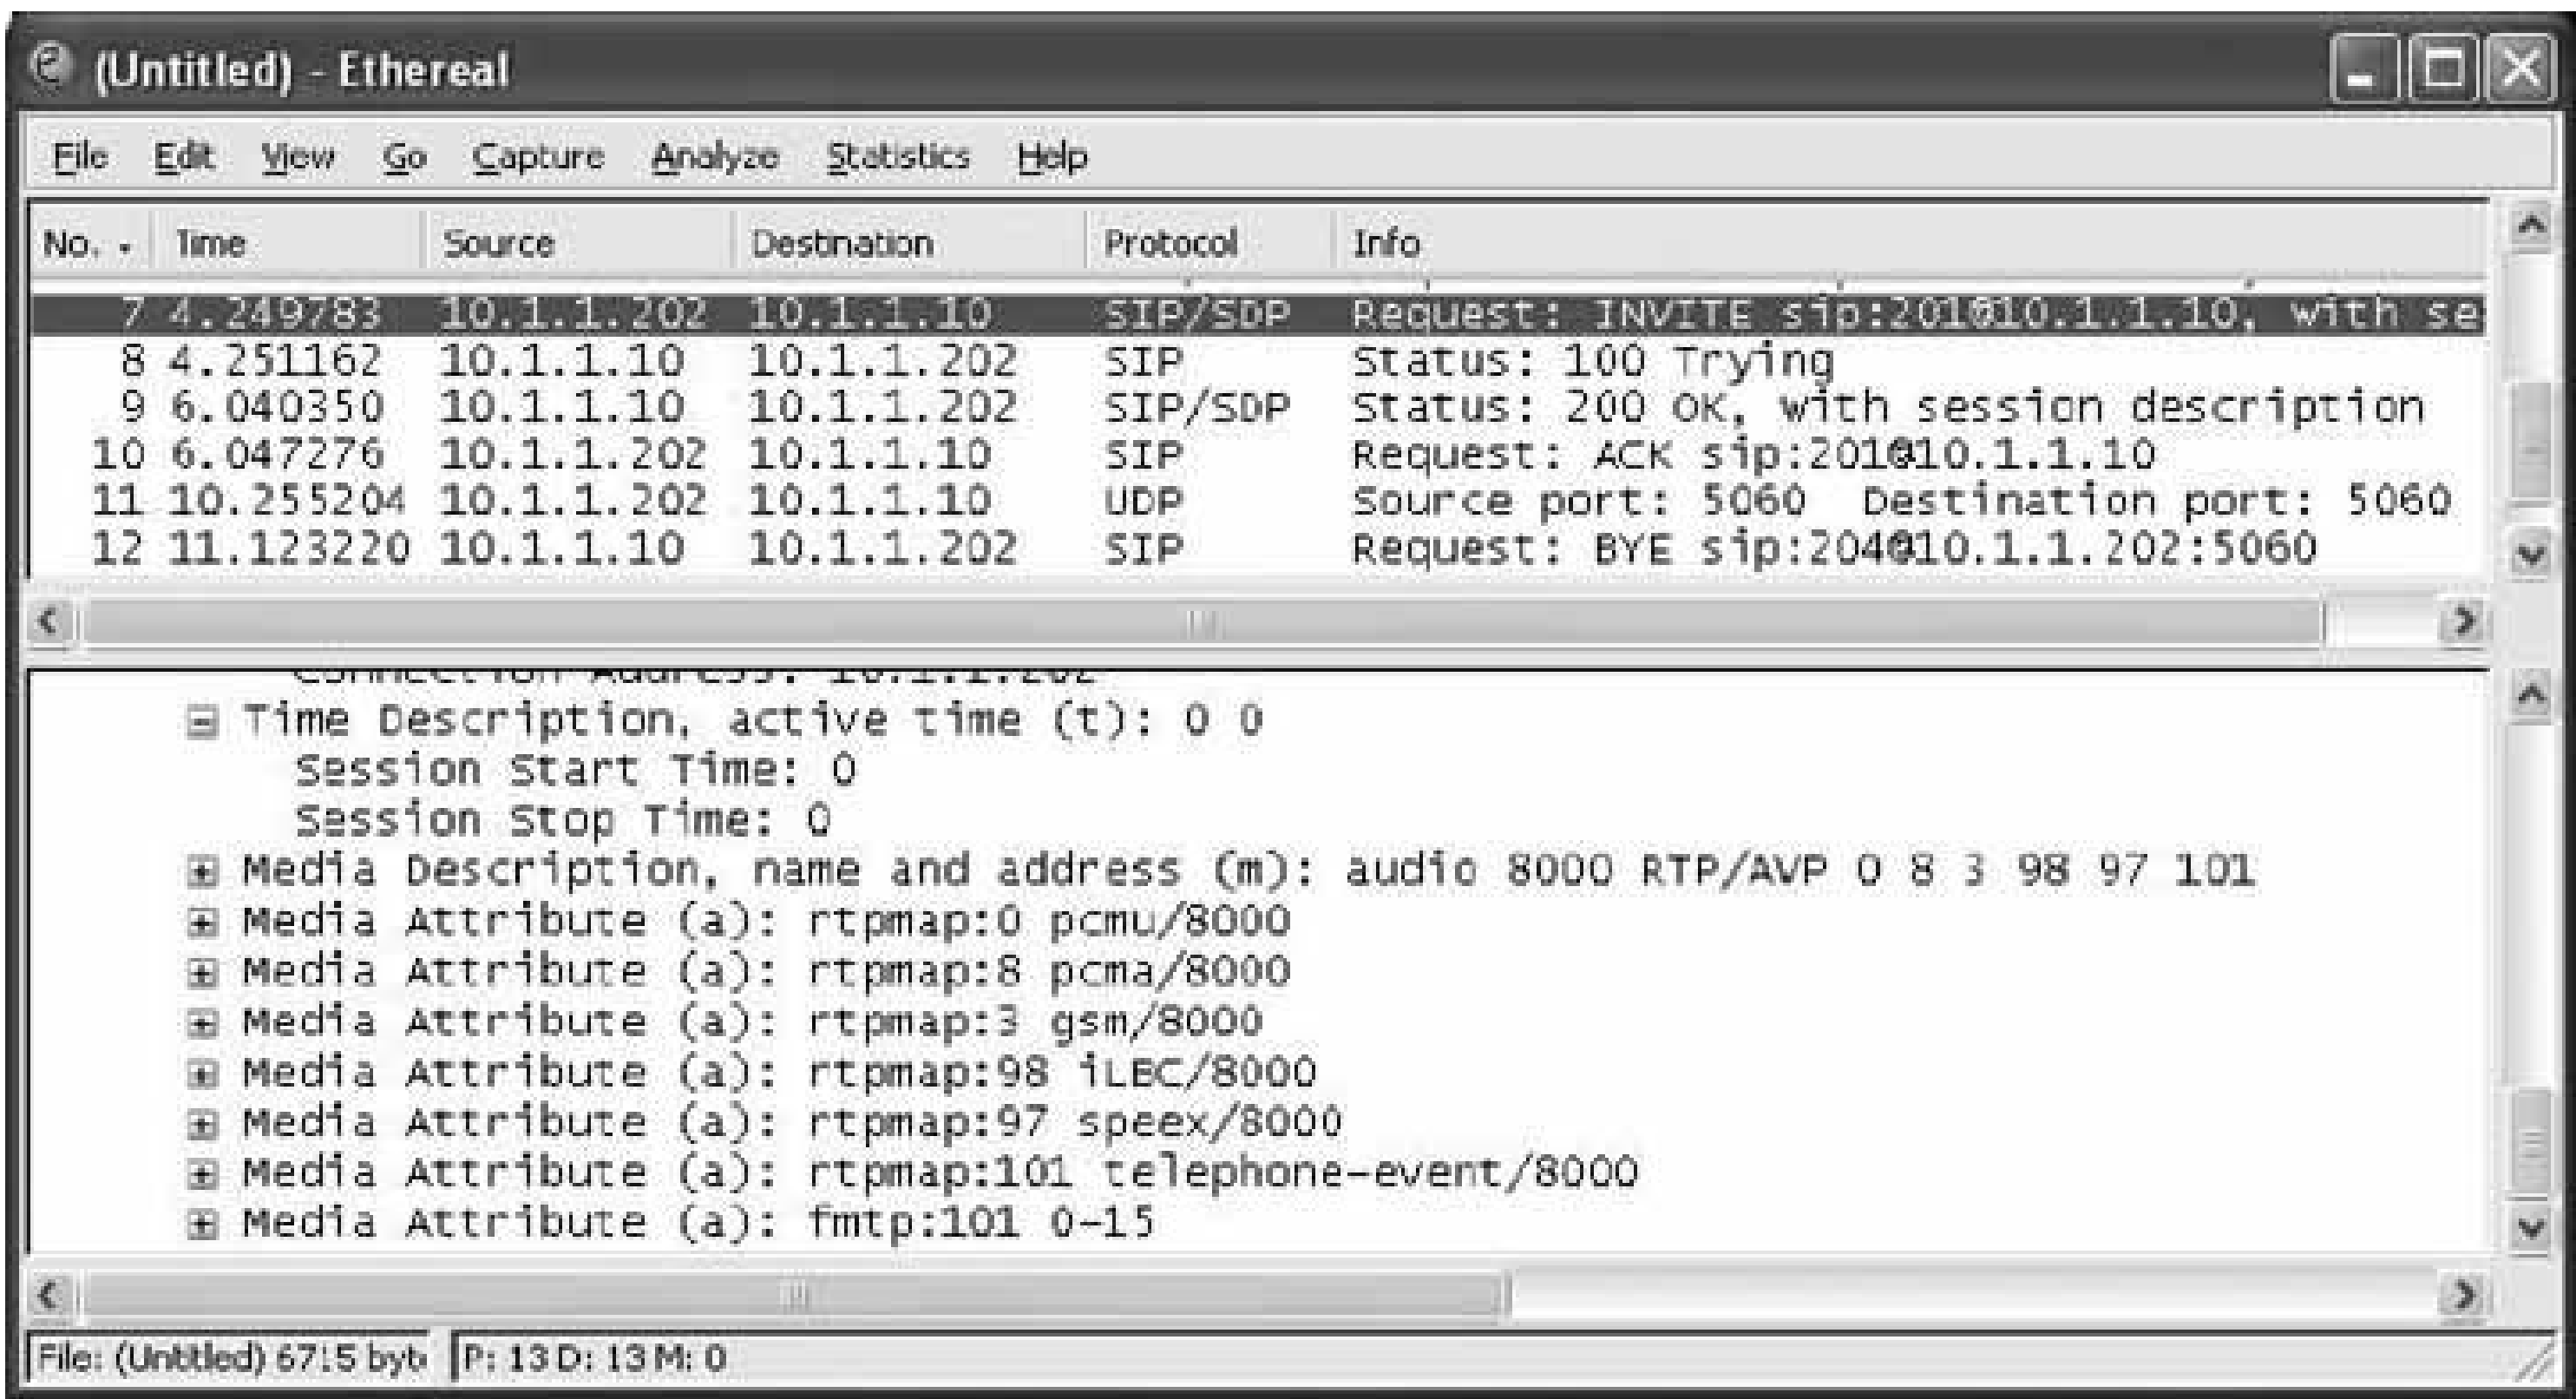 (Untitled) - Ethereal
File Edit View Go Capture Analyze Statistics Help
No. Time Source Destination Protocol Info
7 4.249783 10.1.1.202 10.1.1.10 SIP/SDP Request: INVITE sip:201@10.1.1.10, with se
8 4.251162 10.1.1.10 10.1.1.202 SIP Status: 100 Trying
9 6.040350 10.1.1.10 10.1.1.202 SIP/SDP Status: 200 OK, with session description
10 6.047276 10.1.1.202 10.1.1.10 SIP Request: ACK sip:201@10.1.1.10
11 10.255204 10.1.1.202 10.1.1.10 UDP Source port: 5060 Destination port: 5060
12 11.123220 10.1.1.10 10.1.1.202 SIP Request: BYE sip:204@10.1.1.202:5060
Connection Address: 10.1.1.202
Time Description, active time (t): 0 0
Session Start Time: 0
Session Stop Time: 0
Media Description, name and address (m): audio 8000 RTP/AVP 0 8 3 98 97 101
Media Attribute (a): rtpmap:0 pcmu/8000
Media Attribute (a): rtpmap:8 pcma/8000
Media Attribute (a): rtpmap:3 gsm/8000
Media Attribute (a): rtpmap:98 iLBC/8000
Media Attribute (a): rtpmap:97 speex/8000
Media Attribute (a): rtpmap:101 telephone-event/8000
Media Attribute (a): fmtp:101 0-15
File: (Untitled) 6715 byt P: 13 D: 13 M: 0